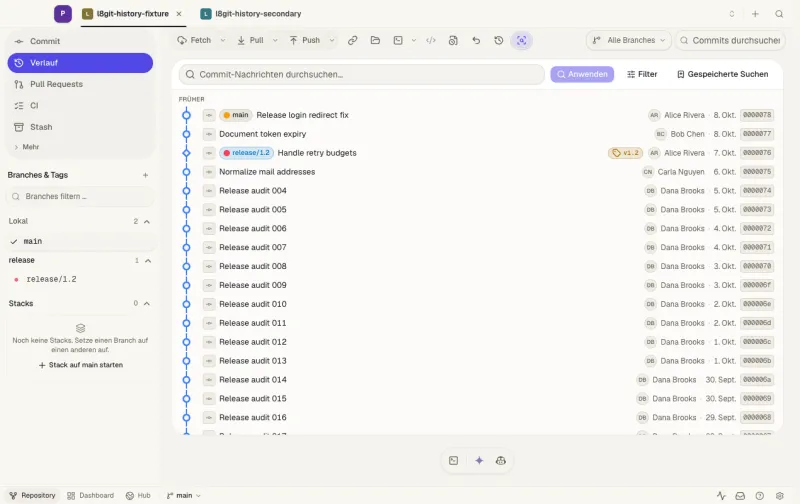 P
L l8git-history-fixture ×
L l8git-history-secondary
Commit
Verlauf
Pull Requests
CI
Stash
Mehr
Branches & Tags
Branches filtern ...
Lokal 2
main
release 1
release/1.2
Stacks 0
Noch keine Stacks. Setze einen Branch auf
einen anderen auf.
+ Stack auf main starten
Fetch
Pull
Push
Alle Branches
Commits durchsuchen
Commit-Nachrichten durchsuchen...
Anwenden
Filter
Gespeicherte Suchen
FRÜHER
main Release login redirect fix AR Alice Rivera · 8. Okt. 0000078
Document token expiry BC Bob Chen · 8. Okt. 0000077
release/1.2 Handle retry budgets v1.2 AR Alice Rivera · 7. Okt. 0000076
Normalize mail addresses CN Carla Nguyen · 6. Okt. 0000075
Release audit 004 DB Dana Brooks · 5. Okt. 0000074
Release audit 005 DB Dana Brooks · 5. Okt. 0000073
Release audit 006 DB Dana Brooks · 4. Okt. 0000072
Release audit 007 DB Dana Brooks · 4. Okt. 0000071
Release audit 008 DB Dana Brooks · 3. Okt. 0000070
Release audit 009 DB Dana Brooks · 3. Okt. 000006f
Release audit 010 DB Dana Brooks · 2. Okt. 000006e
Release audit 011 DB Dana Brooks · 2. Okt. 000006d
Release audit 012 DB Dana Brooks · 1. Okt. 000006c
Release audit 013 DB Dana Brooks · 1. Okt. 000006b
Release audit 014 DB Dana Brooks · 30. Sept. 000006a
Release audit 015 DB Dana Brooks · 30. Sept. 0000069
Release audit 016 DB Dana Brooks · 29. Sept. 0000068
Repository
Dashboard
Hub
main